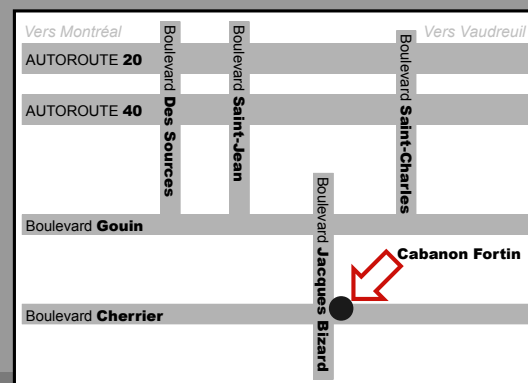 Vers Montréal
Vers Vaudreuil
AUTOROUTE 20
AUTOROUTE 40
Boulevard Des Sources
Boulevard Saint-Jean
Boulevard Saint-Charles
Boulevard Gouin
Boulevard Jacques Bizard
Cabanon Fortin
Boulevard Cherrier